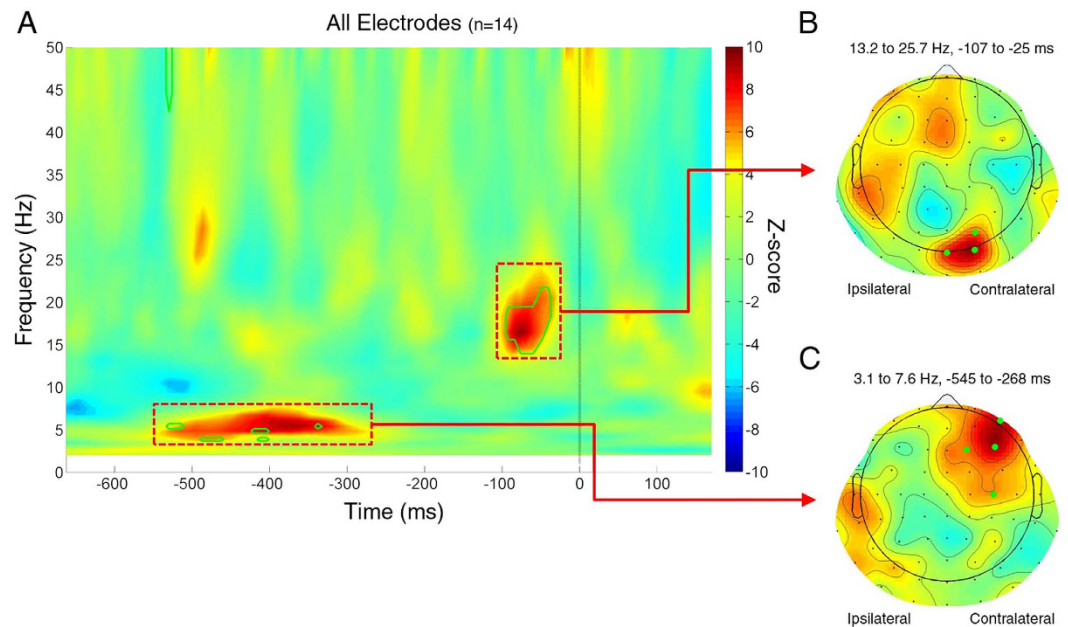 A
All Electrodes (n=14)
50
45
40
35
30
25
20
15
10
5
0
Frequency (Hz)
-600
-500
-400
-300
-200
-100
0
100
Time (ms)
10
8
6
4
2
0
-2
-4
-6
-8
-10
Z-score
B
13.2 to 25.7 Hz, -107 to -25 ms
Ipsilateral
Contralateral
C
3.1 to 7.6 Hz, -545 to -268 ms
Ipsilateral
Contralateral